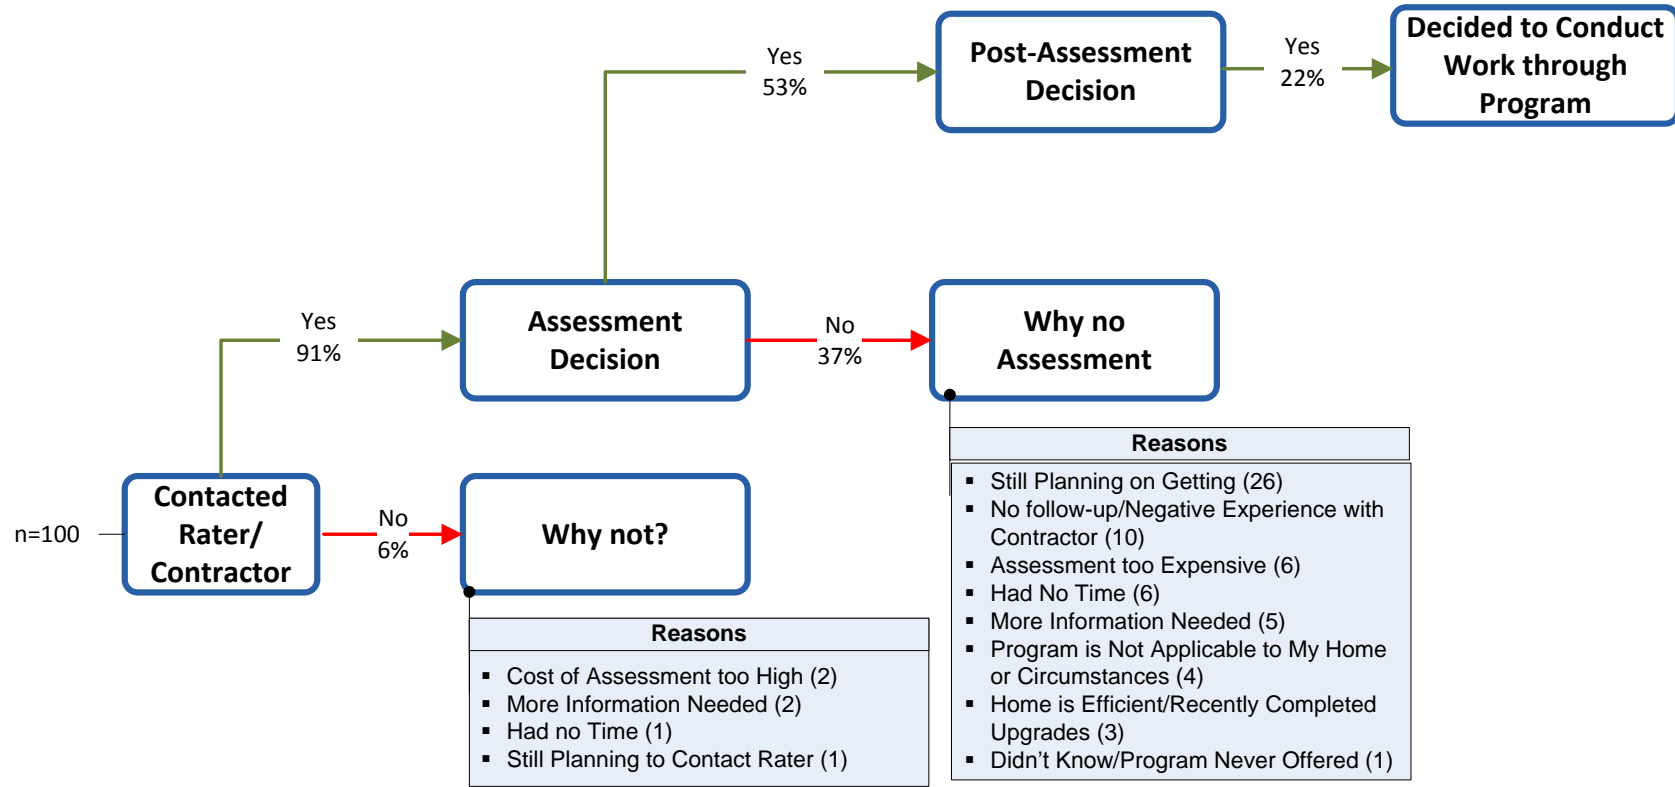 Yes
53%
Post-Assessment
Decision
Yes
22%
Decided to Conduct
Work through
Program
Yes
91%
Assessment
Decision
No
37%
Why no
Assessment
n=100
Contacted
Rater/
Contractor
No
6%
Why not?
Reasons
▪ Cost of Assessment too High (2)
▪ More Information Needed (2)
▪ Had no Time (1)
▪ Still Planning to Contact Rater (1)
Reasons
▪ Still Planning on Getting (26)
▪ No follow-up/Negative Experience with
Contractor (10)
▪ Assessment too Expensive (6)
▪ Had No Time (6)
▪ More Information Needed (5)
▪ Program is Not Applicable to My Home
or Circumstances (4)
▪ Home is Efficient/Recently Completed
Upgrades (3)
▪ Didn’t Know/Program Never Offered (1)